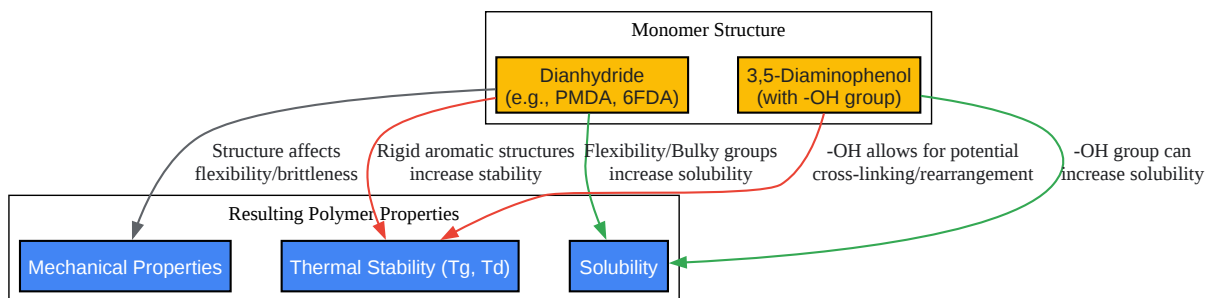 Monomer Structure
Dianhydride
(e.g., PMDA, 6FDA)
3,5-Diaminophenol
(with -OH group)
Structure affects
flexibility/brittleness
Rigid aromatic structures
increase stability
Flexibility/Bulky groups
increase solubility
-OH allows for potential
cross-linking/rearrangement
-OH group can
increase solubility
Resulting Polymer Properties
Mechanical Properties
Thermal Stability (Tg, Td)
Solubility